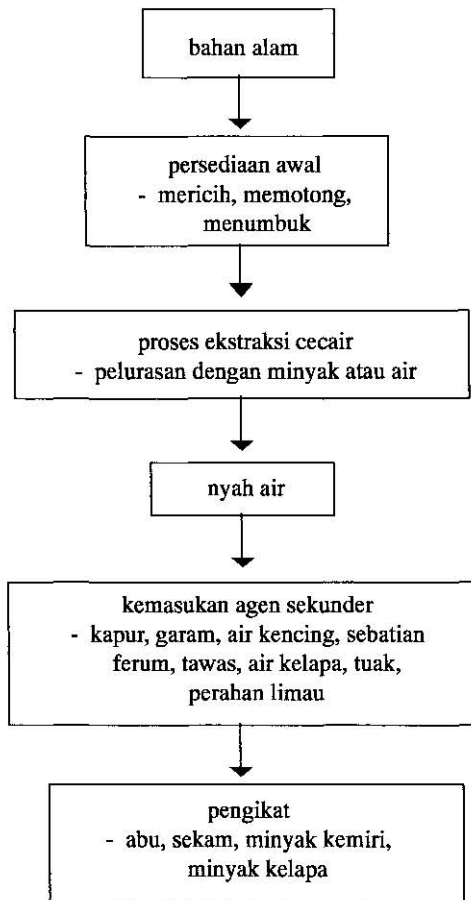 bahan alam
persediaan awal
- mericih, memotong,
menumbuk
proses ekstraksi cecair
- pelurasan dengan minyak atau air
nyah air
kemasukan agen sekunder
- kapur, garam, air kencing, sebatian
ferum, tawas, air kelapa, tuak,
perahan limau
pengikat
- abu, sekam, minyak kemiri,
minyak kelapa